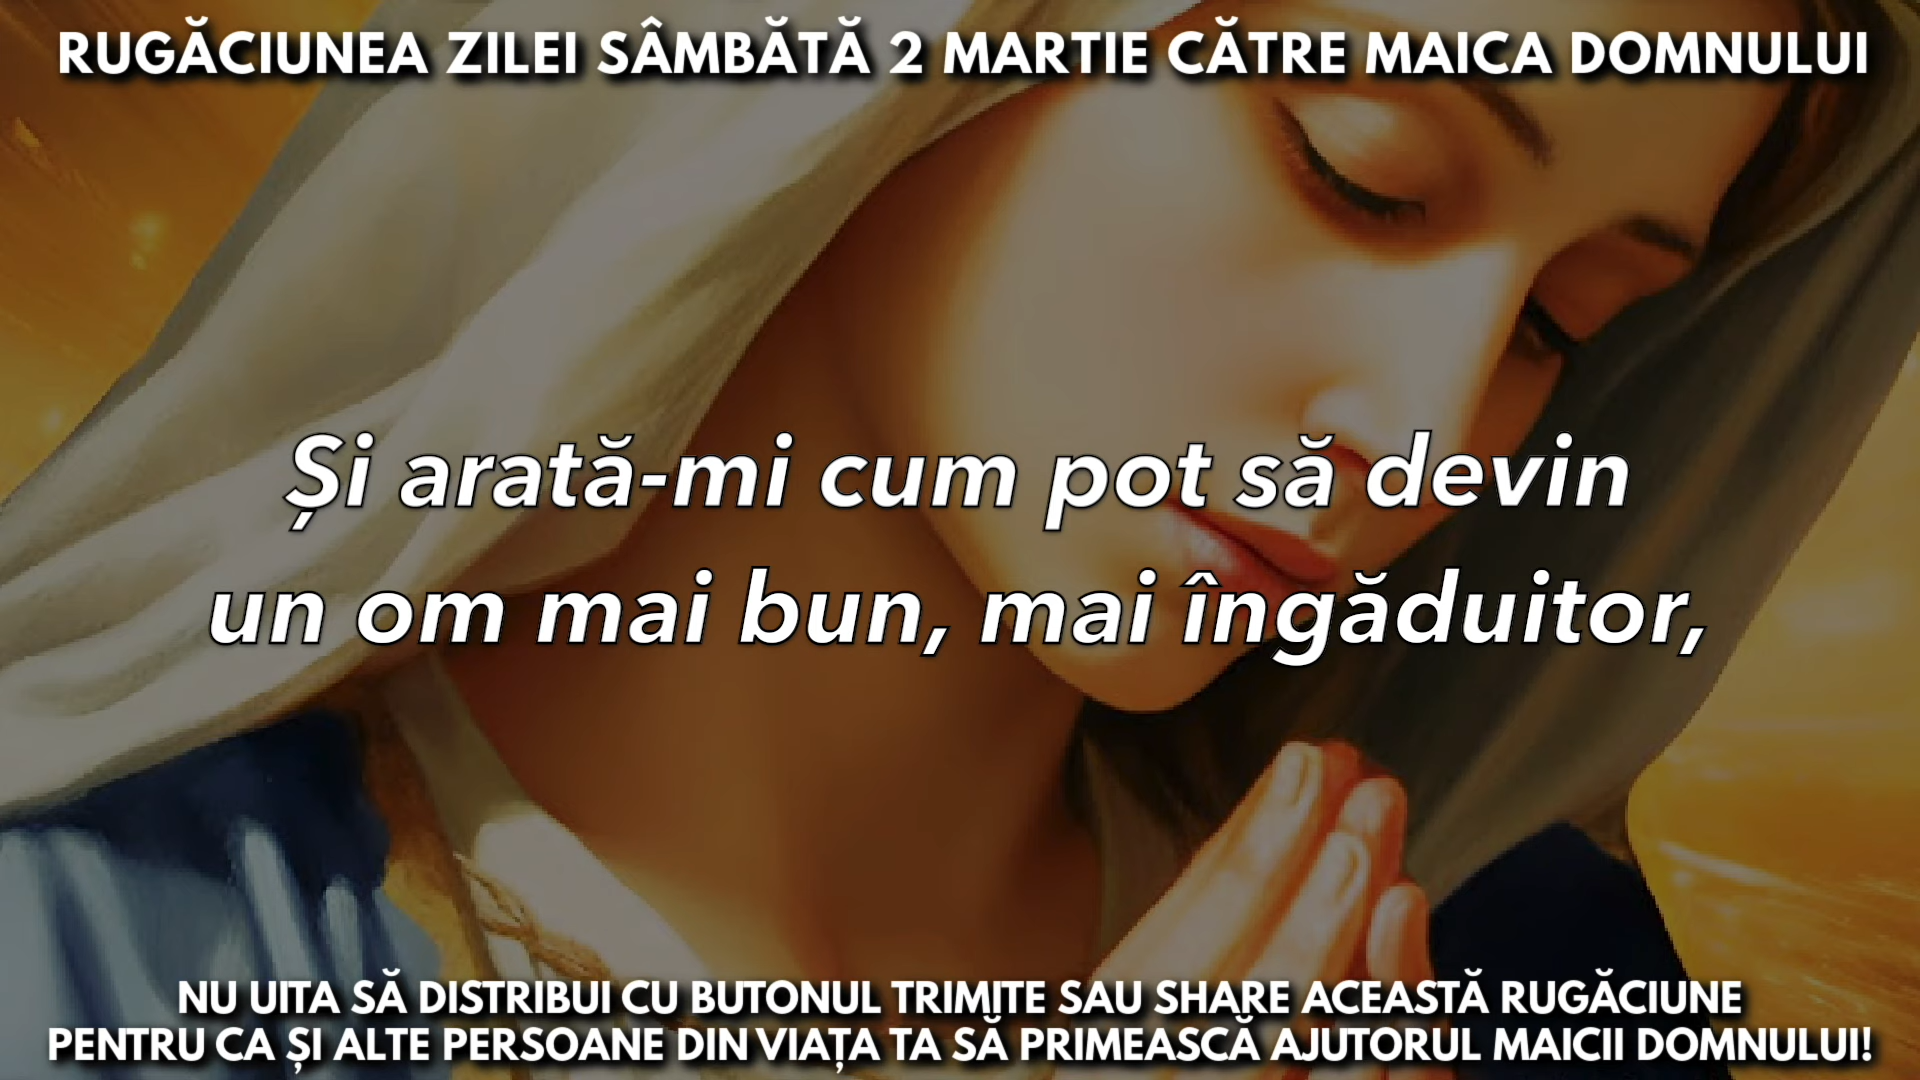 RUGĂCIUNEA ZILEI SÂMBĂTĂ 2 MARTIE CĂTRE MAICA DOMNULUI
Și arată-mi cum pot să devin
un om mai bun, mai îngăduitor,
NU UITA SĂ DISTRIBUI CU BUTONUL TRIMITE SAU SHARE ACEASTĂ RUGĂCIUNE
PENTRU CA ȘI ALTE PERSOANE DIN VIAȚA TA SĂ PRIMEASCĂ AJUTORUL MAICII DOMNULUI!